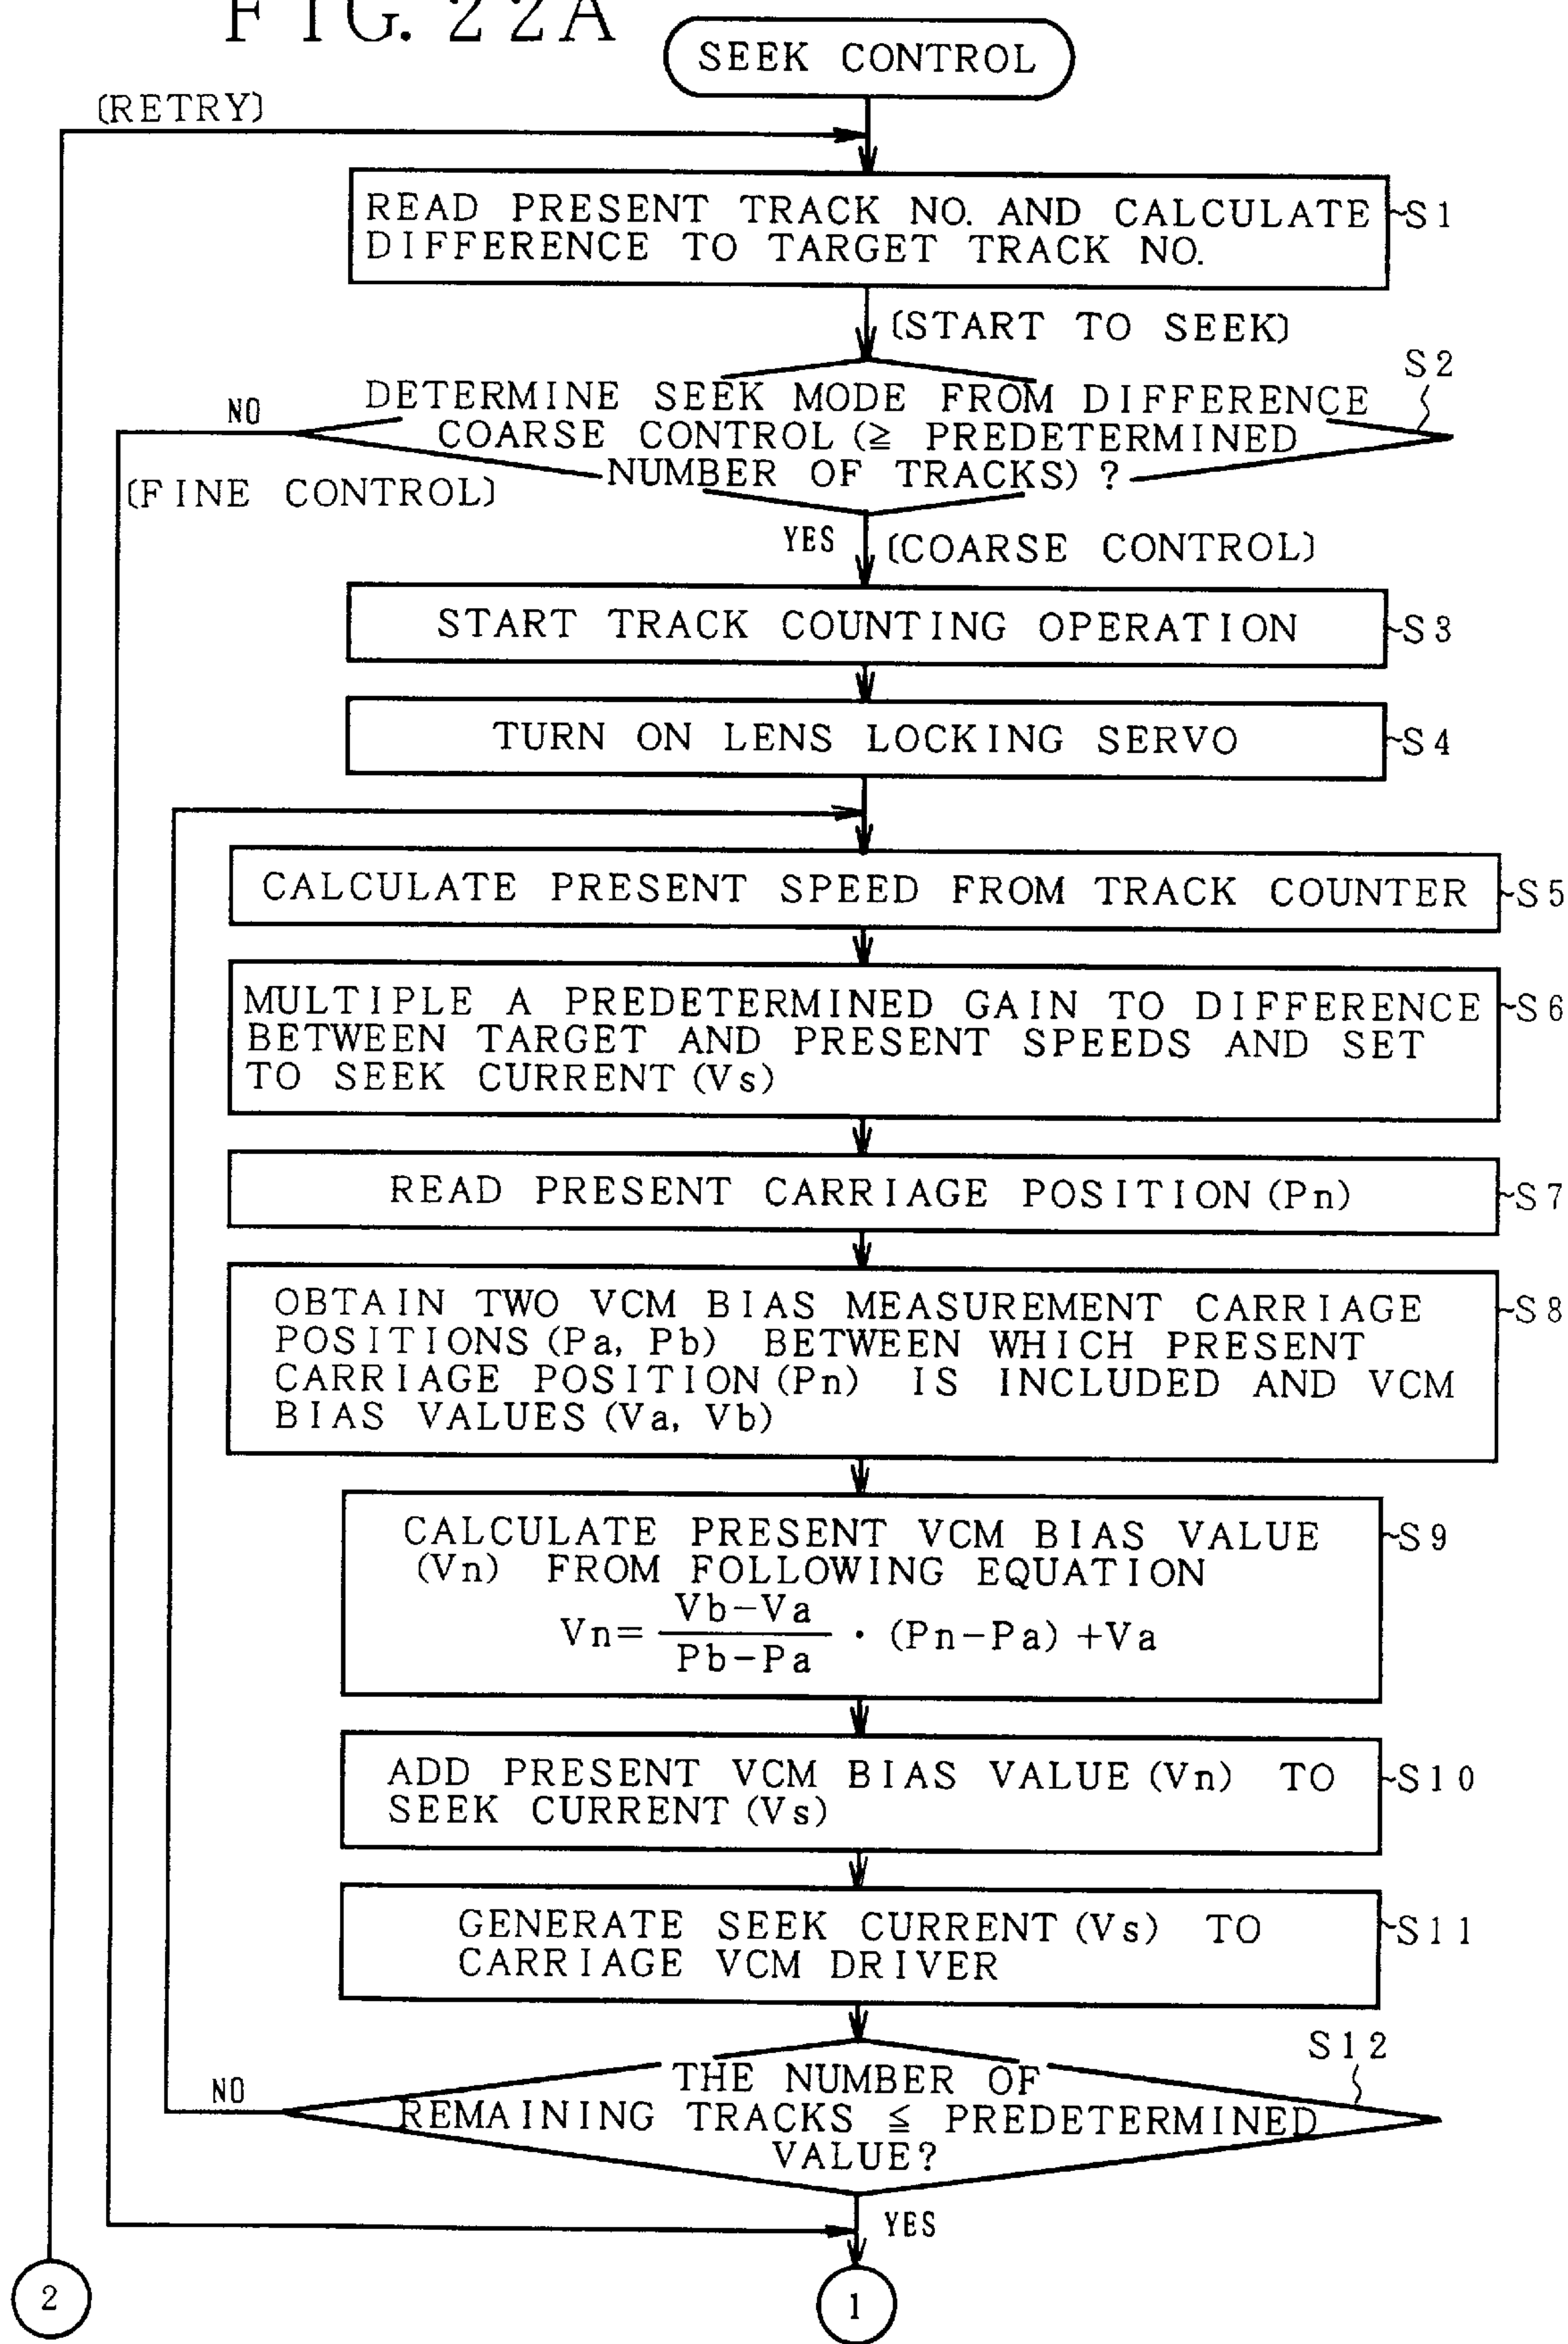 FIG. 22A
SEEK CONTROL
(RETRY)
READ PRESENT TRACK NO. AND CALCULATE
DIFFERENCE TO TARGET TRACK NO.
S1
(START TO SEEK)
S2
DETERMINE SEEK MODE FROM DIFFERENCE
COARSE CONTROL (≧ PREDETERMINED
NUMBER OF TRACKS) ?
NO
(FINE CONTROL)
YES
(COARSE CONTROL)
START TRACK COUNTING OPERATION
S3
TURN ON LENS LOCKING SERVO
S4
CALCULATE PRESENT SPEED FROM TRACK COUNTER
S5
MULTIPLE A PREDETERMINED GAIN TO DIFFERENCE
BETWEEN TARGET AND PRESENT SPEEDS AND SET
TO SEEK CURRENT (Vs)
S6
READ PRESENT CARRIAGE POSITION (Pn)
S7
OBTAIN TWO VCM BIAS MEASUREMENT CARRIAGE
POSITIONS (Pa, Pb) BETWEEN WHICH PRESENT
CARRIAGE POSITION (Pn) IS INCLUDED AND VCM
BIAS VALUES (Va, Vb)
S8
CALCULATE PRESENT VCM BIAS VALUE
(Vn) FROM FOLLOWING EQUATION
Vn= Vb-Va / Pb-Pa · (Pn-Pa) +Va
S9
ADD PRESENT VCM BIAS VALUE (Vn) TO
SEEK CURRENT (Vs)
S10
GENERATE SEEK CURRENT (Vs) TO
CARRIAGE VCM DRIVER
S11
S12
THE NUMBER OF
REMAINING TRACKS ≦ PREDETERMINED
VALUE?
NO
YES
2
1